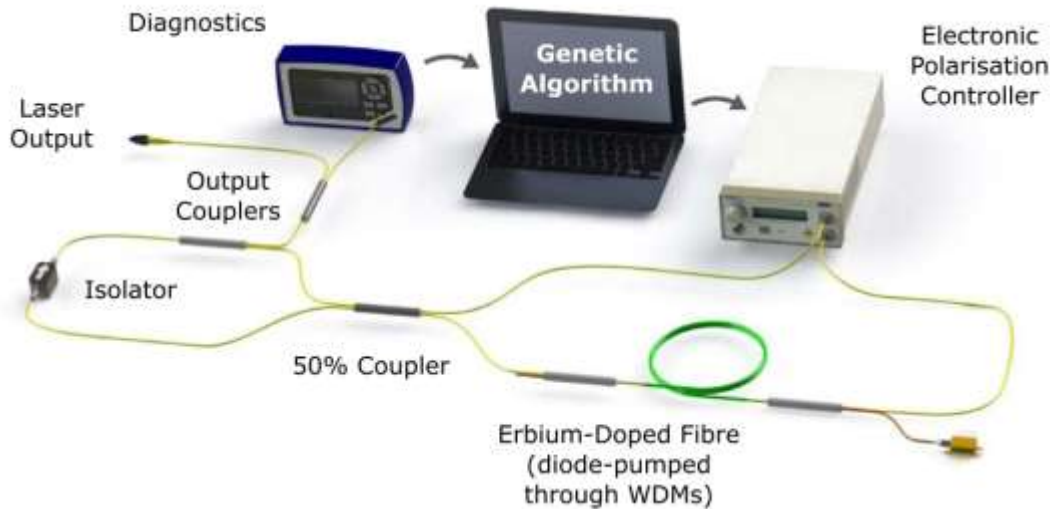 Diagnostics
Genetic
Algorithm
Electronic
Polarisation
Controller
Laser
Output
Output
Couplers
Isolator
50% Coupler
Erbium-Doped Fibre
(diode-pumped
through WDMs)